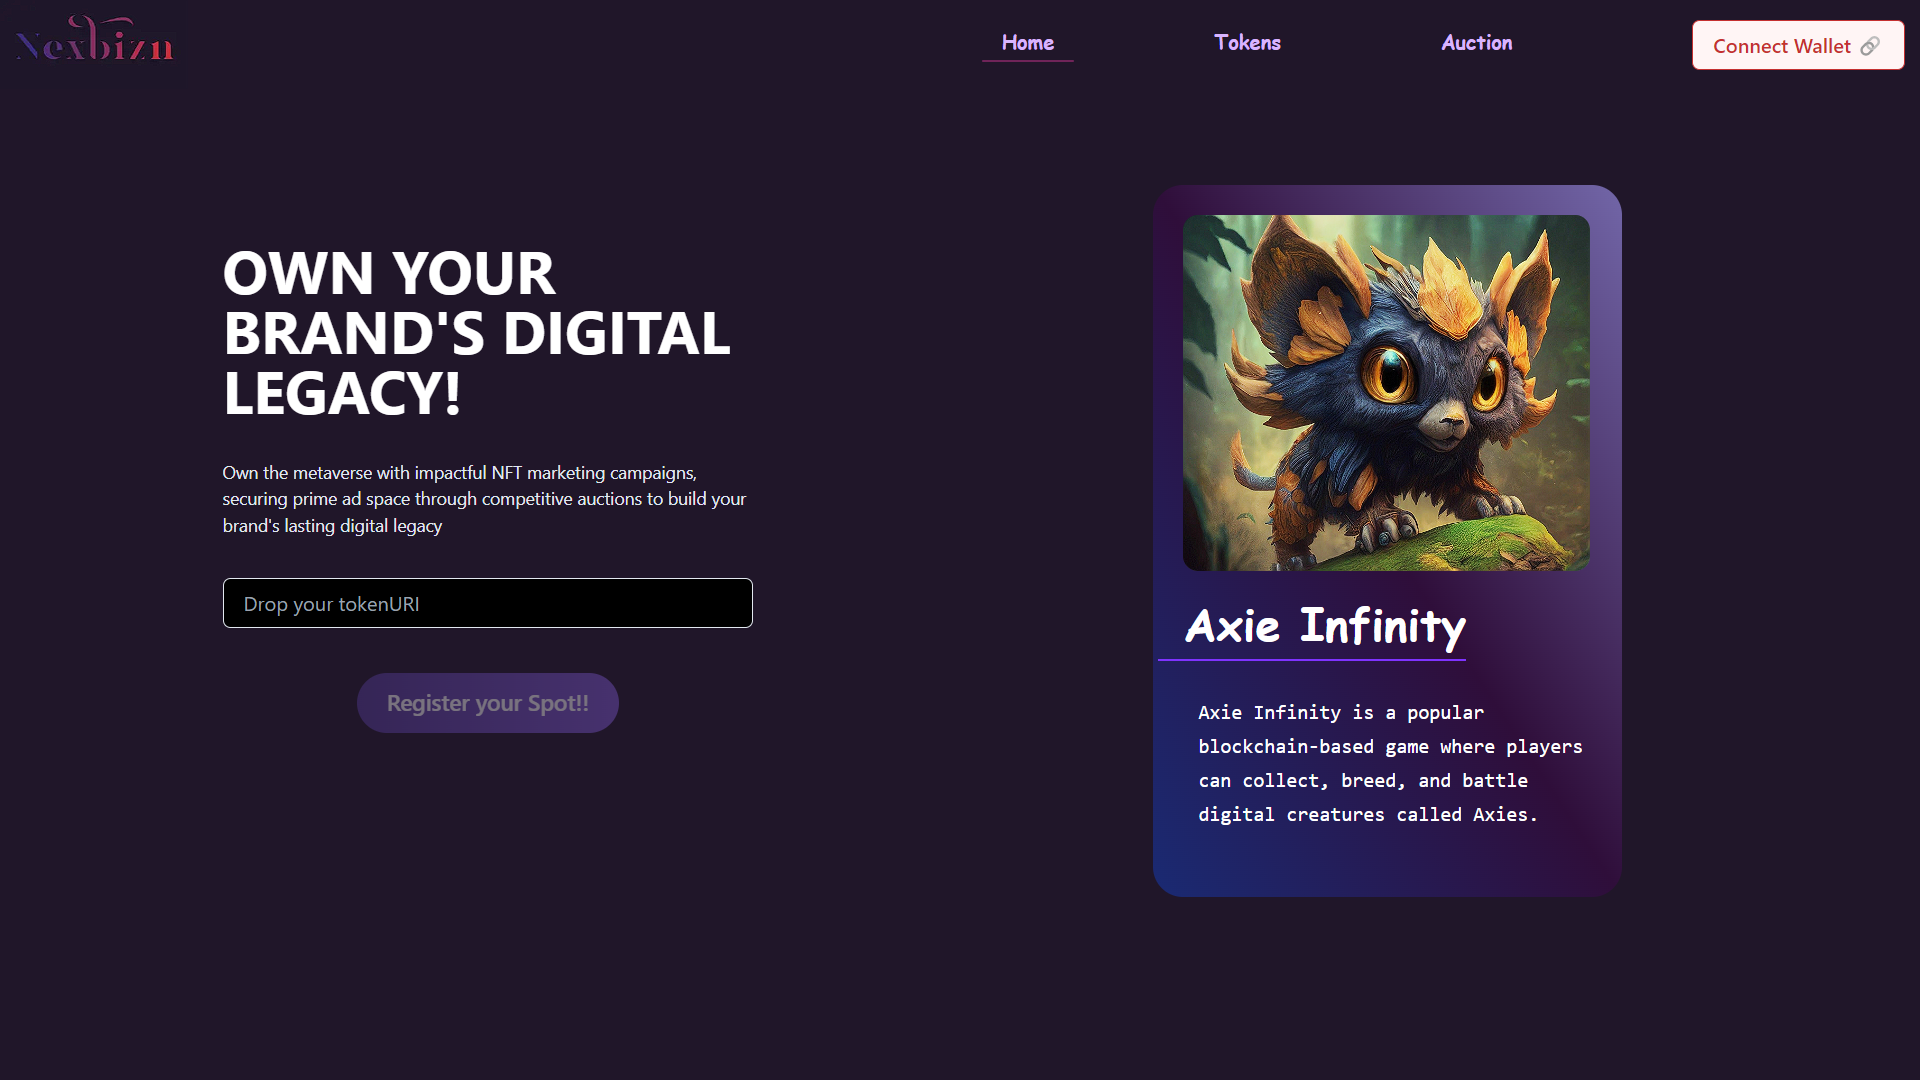 Nexbizn
Home
Tokens
Auction
Connect Wallet
OWN YOUR
BRAND'S DIGITAL
LEGACY!
Own the metaverse with impactful NFT marketing campaigns,
securing prime ad space through competitive auctions to build your
brand's lasting digital legacy
Drop your tokenURI
Register your Spot!!
Axie Infinity
Axie Infinity is a popular
blockchain-based game where players
can collect, breed, and battle
digital creatures called Axies.